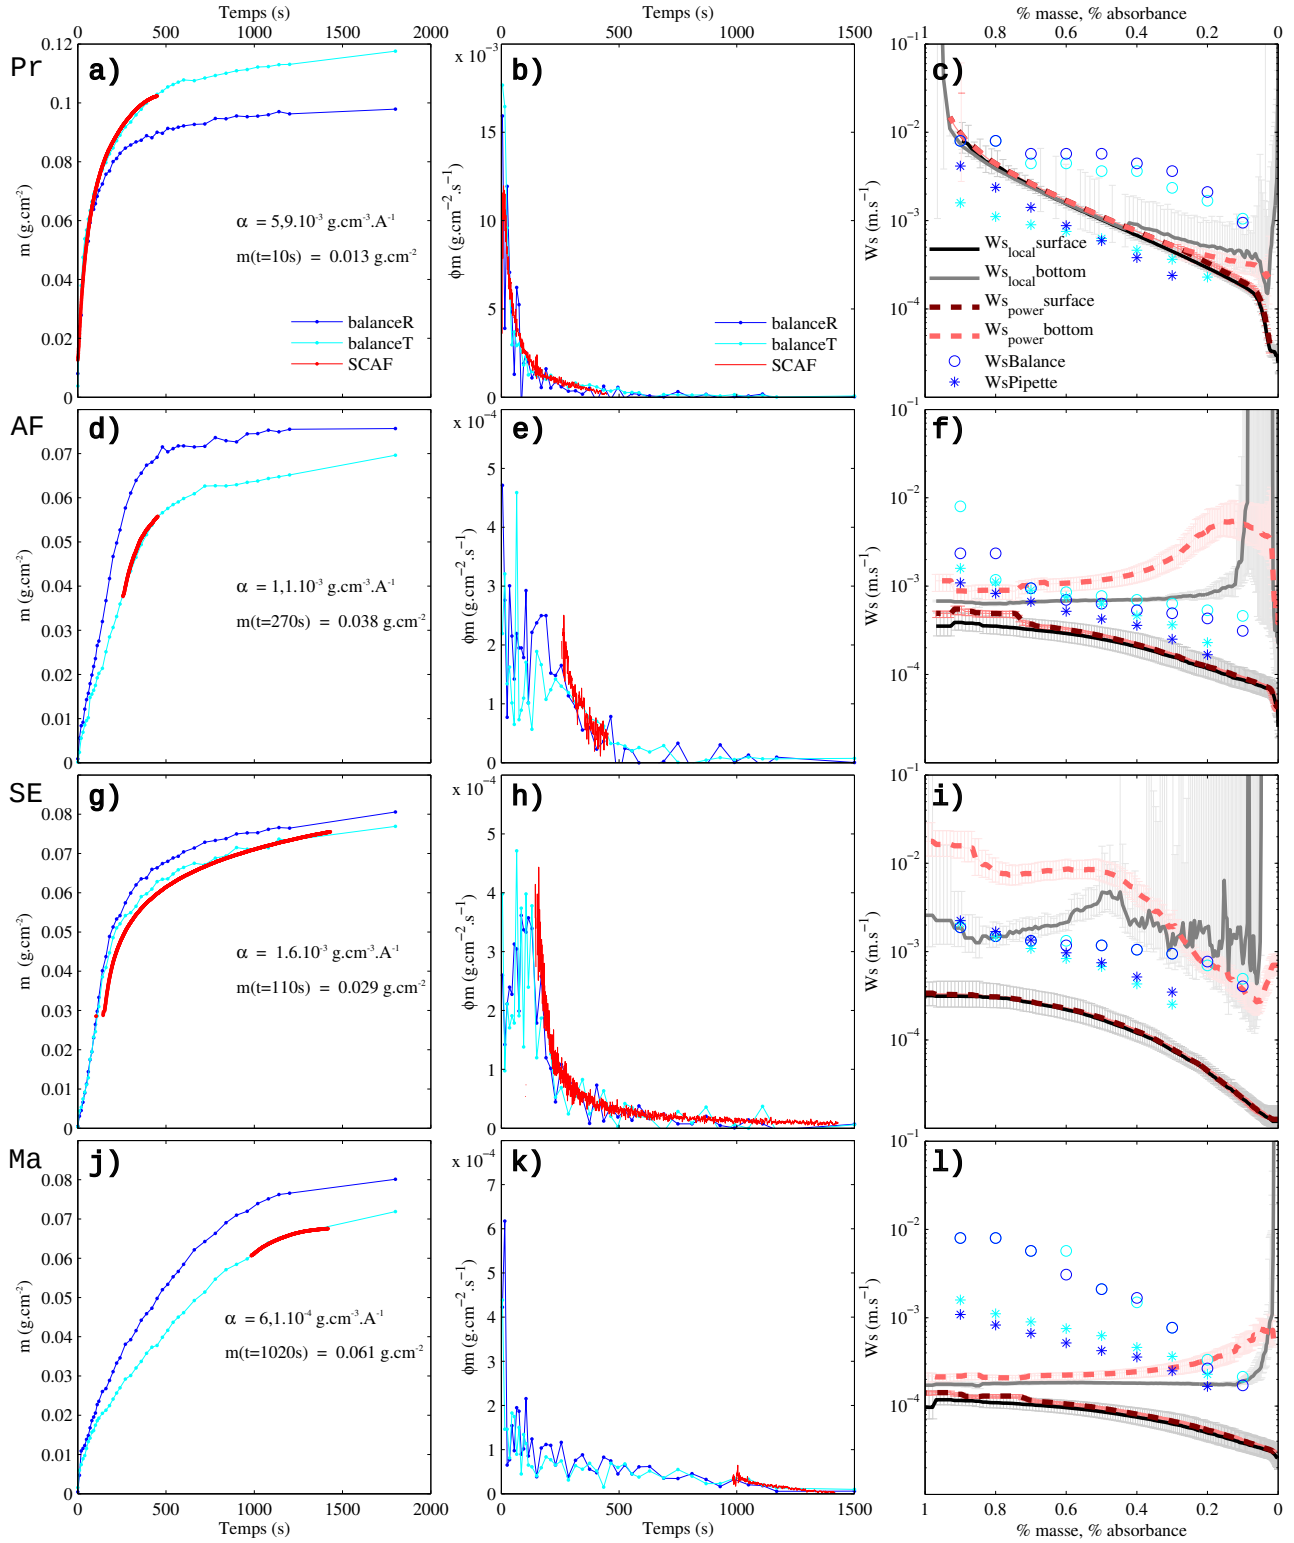 Temps (s)
Temps (s)
% masse, % absorbance
0 500 1000 1500 2000
0 500 1000 1500
1 0.8 0.6 0.4 0.2 0
Pr
a)
0.12
0.1
0.08
0.06
0.04
0.02
0
m (g.cm⁻²)
α = 5,9.10⁻³ g.cm⁻³.A⁻¹
m(t=10s) = 0.013 g.cm⁻²
balanceR
balanceT
SCAF
b)
x 10⁻³
15
10
5
0
ϕm (g.cm⁻².s⁻¹)
balanceR
balanceT
SCAF
c)
10⁻¹
10⁻²
10⁻³
10⁻⁴
Ws (m.s⁻¹)
Ws_local surface
Ws_local bottom
Ws_power surface
Ws_power bottom
WsBalance
WsPipette
AF
d)
0.07
0.06
0.05
0.04
0.03
0.02
0.01
0
m (g.cm⁻²)
α = 1,1.10⁻³ g.cm⁻³.A⁻¹
m(t=270s) = 0.038 g.cm⁻²
e)
x 10⁻⁴
5
4
3
2
1
0
ϕm (g.cm⁻².s⁻¹)
f)
10⁻¹
10⁻²
10⁻³
10⁻⁴
Ws (m.s⁻¹)
SE
g)
0.08
0.07
0.06
0.05
0.04
0.03
0.02
0.01
0
m (g.cm⁻²)
α = 1.6.10⁻³ g.cm⁻³.A⁻¹
m(t=110s) = 0.029 g.cm⁻²
h)
x 10⁻⁴
5
4
3
2
1
0
ϕm (g.cm⁻².s⁻¹)
i)
10⁻¹
10⁻²
10⁻³
10⁻⁴
Ws (m.s⁻¹)
Ma
j)
0.08
0.07
0.06
0.05
0.04
0.03
0.02
0.01
0
m (g.cm⁻²)
α = 6,1.10⁻⁴ g.cm⁻³.A⁻¹
m(t=1020s) = 0.061 g.cm⁻²
k)
x 10⁻⁴
7
6
5
4
3
2
1
0
ϕm (g.cm⁻².s⁻¹)
l)
10⁻¹
10⁻²
10⁻³
10⁻⁴
Ws (m.s⁻¹)
0 500 1000 1500 2000
0 500 1000 1500
1 0.8 0.6 0.4 0.2 0
Temps (s)
Temps (s)
% masse, % absorbance